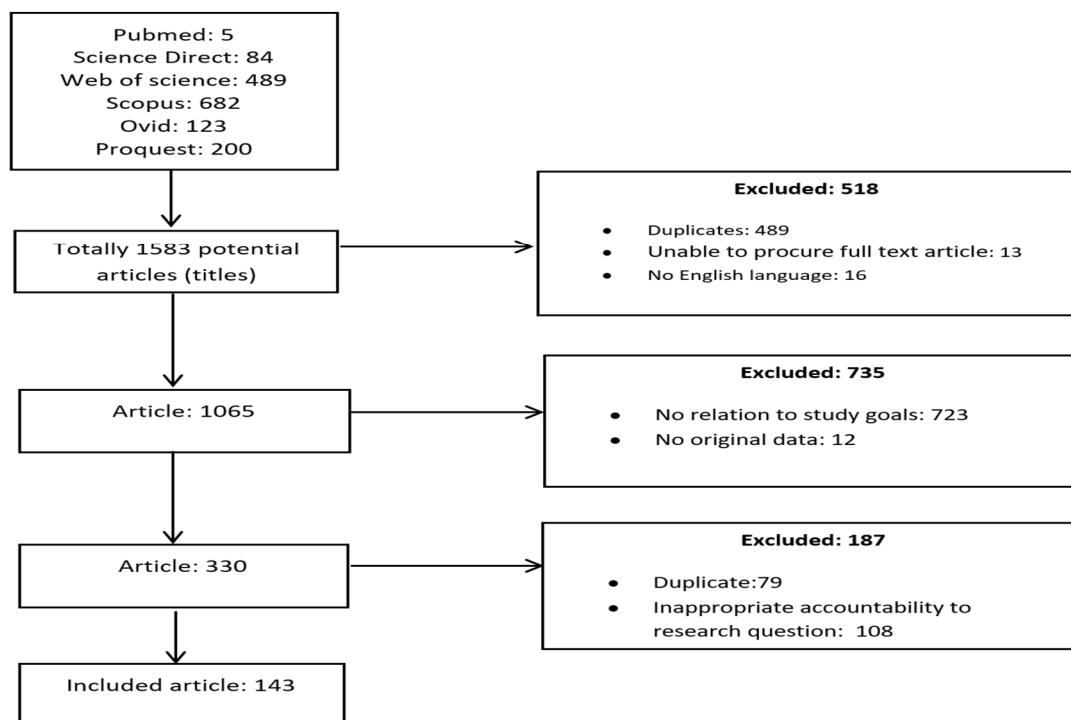 Pubmed: 5
Science Direct: 84
Web of science: 489
Scopus: 682
Ovid: 123
Proquest: 200
Totally 1583 potential
articles (titles)
Excluded: 518
• Duplicates: 489
• Unable to procure full text article: 13
• No English language: 16
Article: 1065
Excluded: 735
• No relation to study goals: 723
• No original data: 12
Article: 330
Excluded: 187
• Duplicate:79
• Inappropriate accountability to
research question: 108
Included article: 143